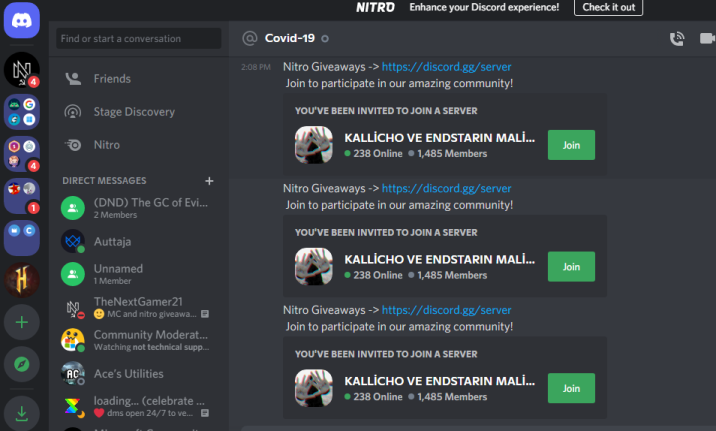 NITRO Enhance your Discord experience! Check it out
Find or start a conversation
Covid-19
4
Friends
Stage Discovery
Nitro
4
DIRECT MESSAGES +
1
(DND) The GC of Evi...
2 Members
Auttaja
Unnamed
1 Member
TheNextGamer21
MC and nitro giveawa...
Community Moderat...
Watching not technical supp...
Ace's Utilities
loading... (celebrate ...
dms open 24/7 to ve...
2:08 PM Nitro Giveaways -> https://discord.gg/server
Join to participate in our amazing community!
YOU'VE BEEN INVITED TO JOIN A SERVER
KALLİCHO VE ENDSTARIN MALİ...
238 Online 1,485 Members
Join
Nitro Giveaways -> https://discord.gg/server
Join to participate in our amazing community!
YOU'VE BEEN INVITED TO JOIN A SERVER
KALLİCHO VE ENDSTARIN MALİ...
238 Online 1,485 Members
Join
Nitro Giveaways -> https://discord.gg/server
Join to participate in our amazing community!
YOU'VE BEEN INVITED TO JOIN A SERVER
KALLİCHO VE ENDSTARIN MALİ...
238 Online 1,485 Members
Join